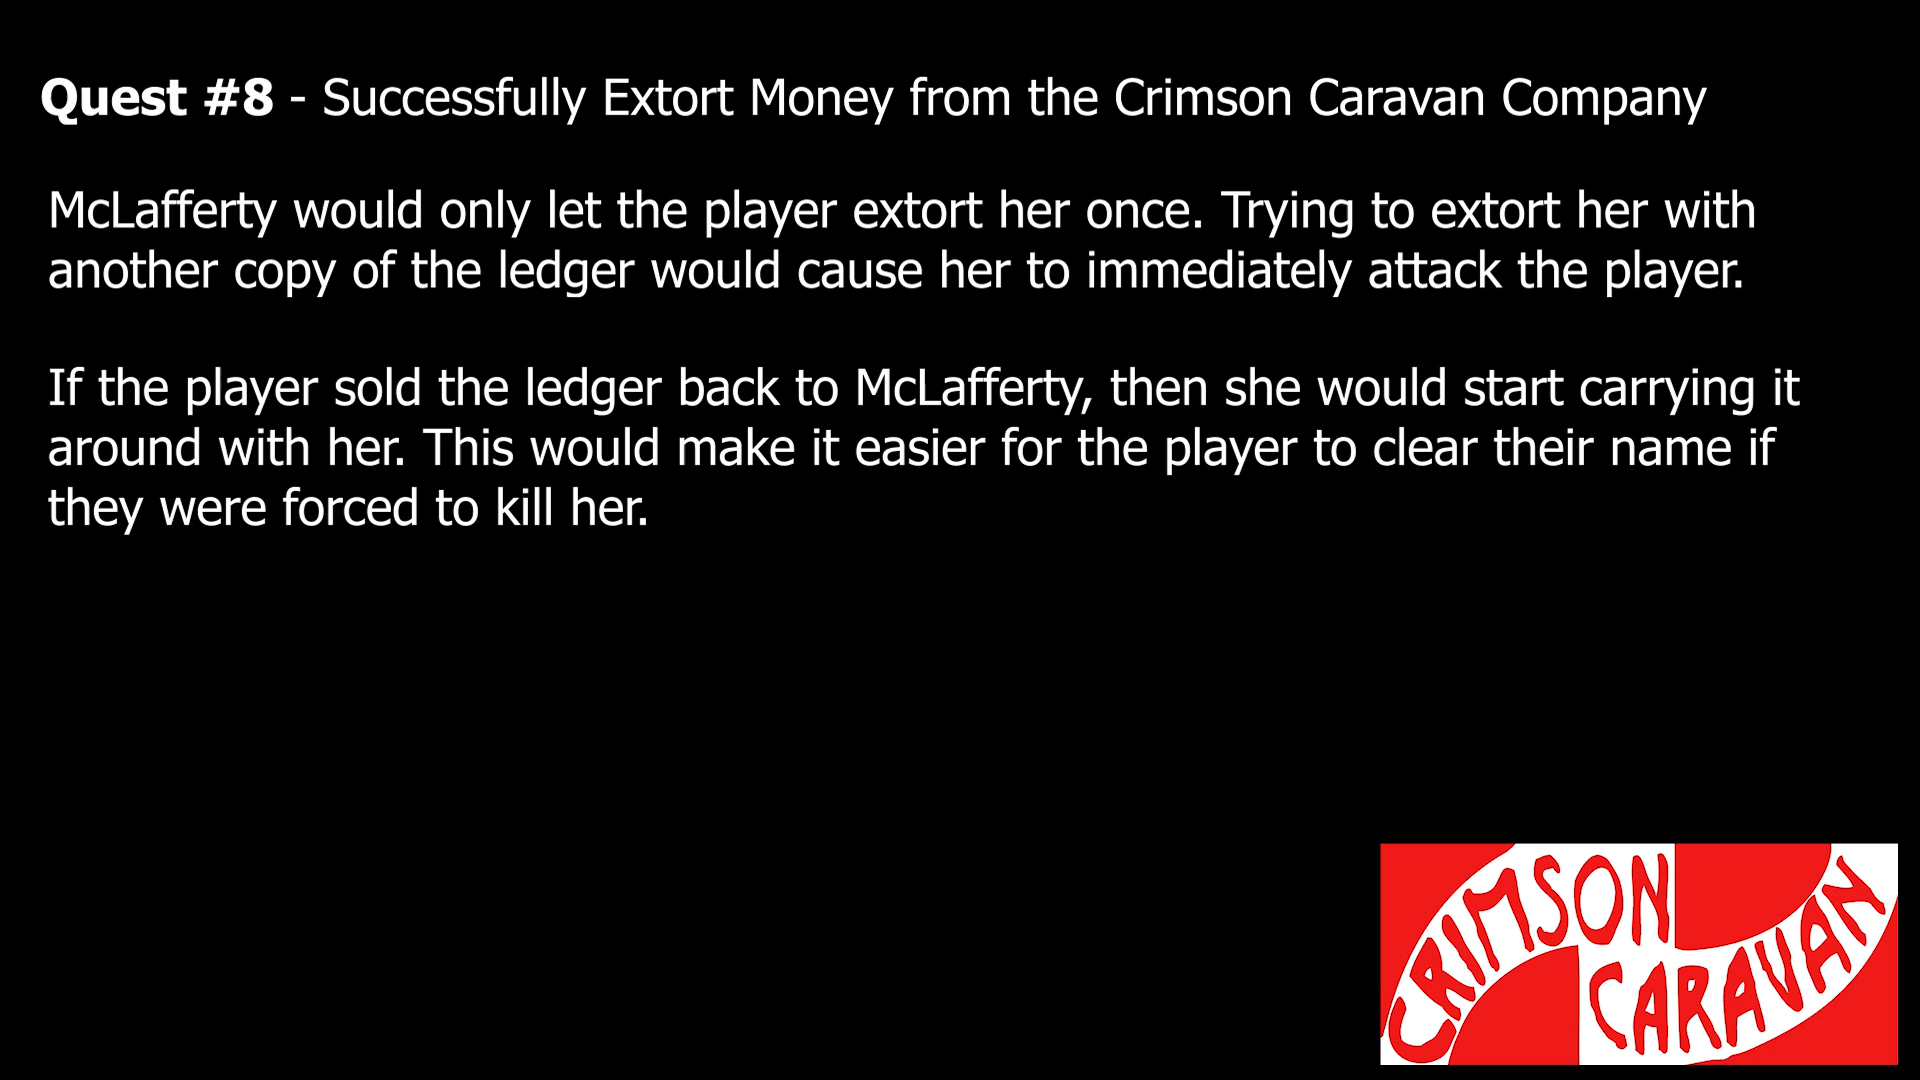 Quest #8 - Successfully Extort Money from the Crimson Caravan Company
McLafferty would only let the player extort her once. Trying to extort her with
another copy of the ledger would cause her to immediately attack the player.
If the player sold the ledger back to McLafferty, then she would start carrying it
around with her. This would make it easier for the player to clear their name if
they were forced to kill her.
CRIMSON
CARAVAN